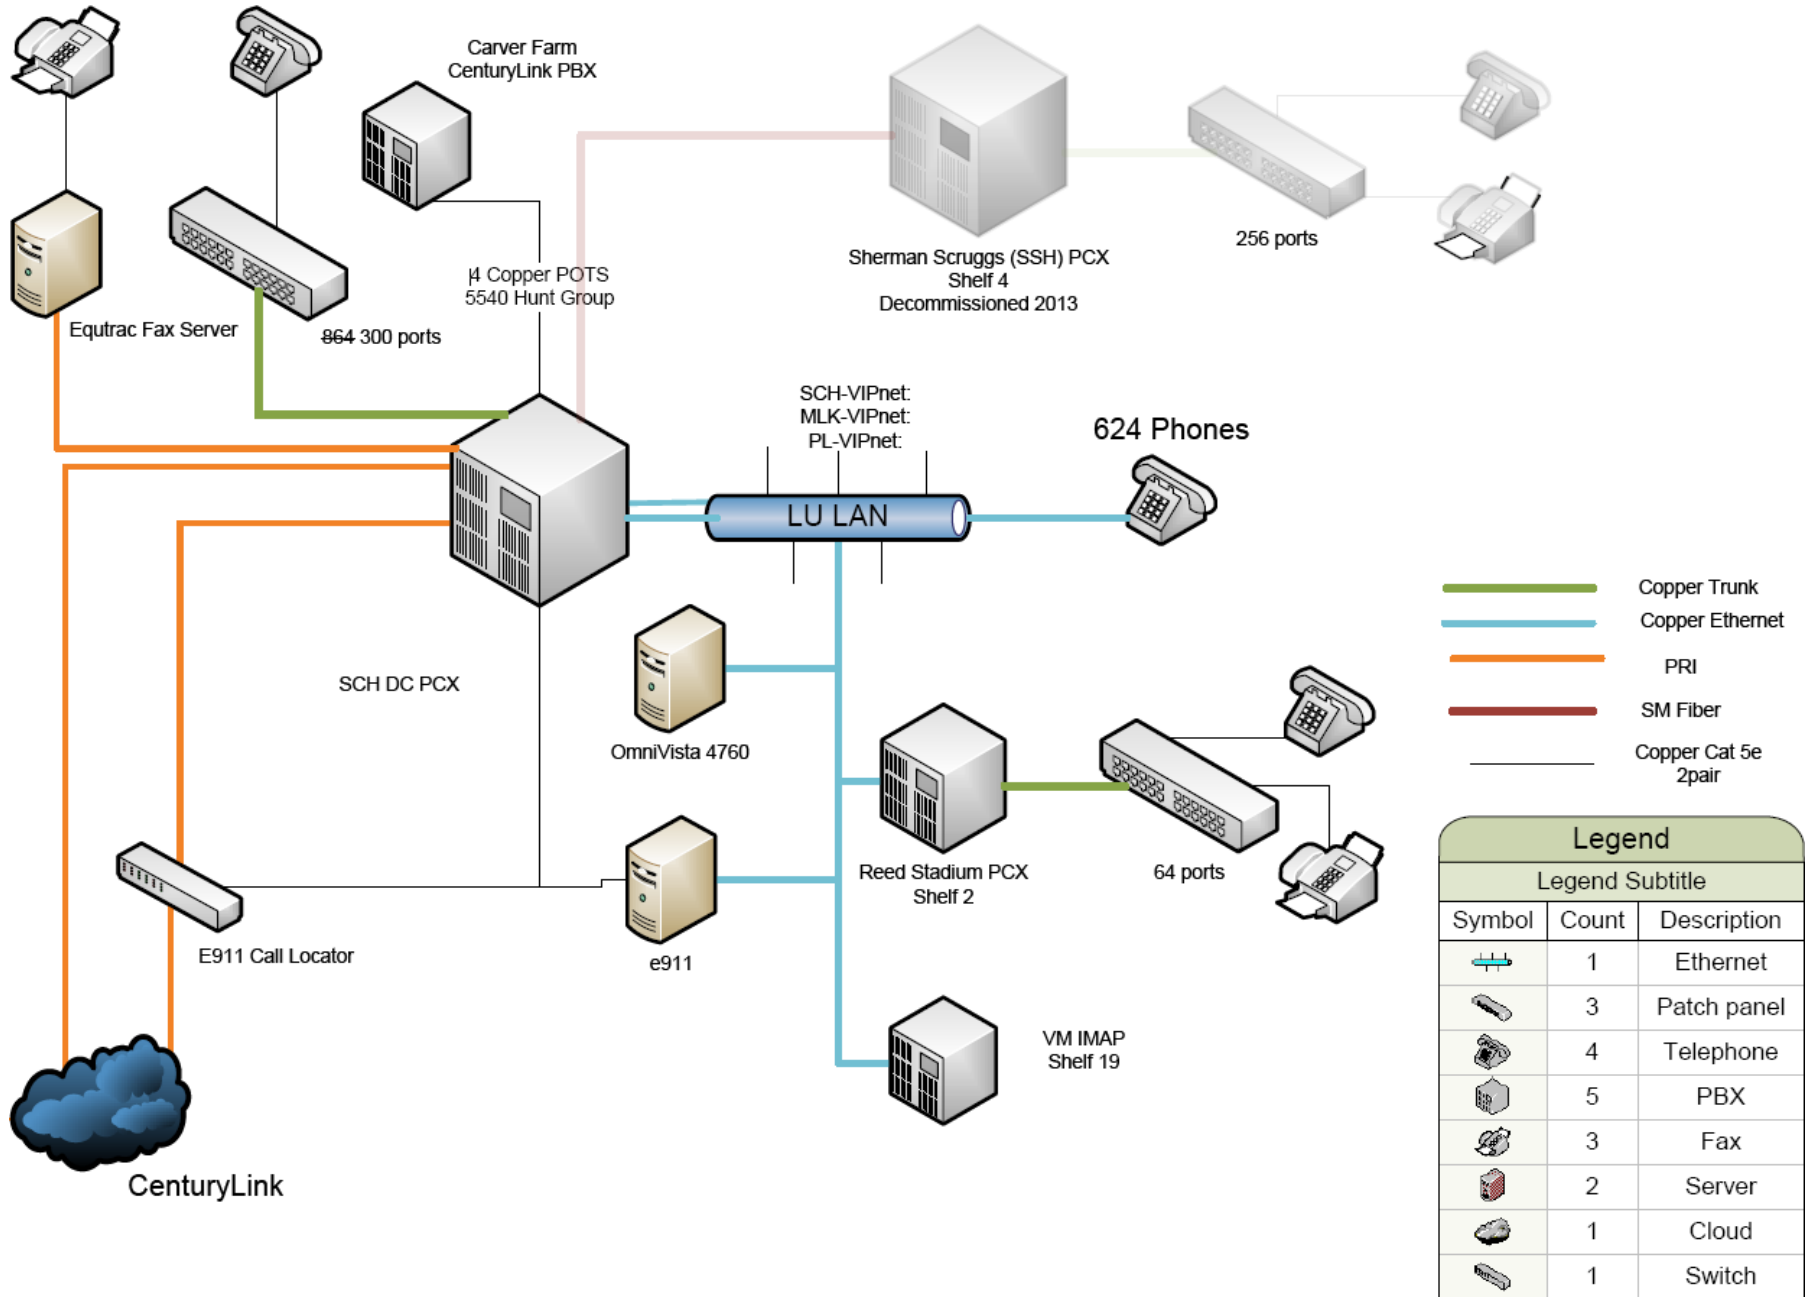 Carver Farm
CenturyLink PBX
4 Copper POTS
5540 Hunt Group
Equtrac Fax Server
864 300 ports
Sherman Scruggs (SSH) PCX
Shelf 4
Decommissioned 2013
256 ports
SCH-VIPnet:
MLK-VIPnet:
PL-VIPnet:
624 Phones
LU LAN
SCH DC PCX
OmniVista 4760
Reed Stadium PCX
Shelf 2
64 ports
E911 Call Locator
e911
VM IMAP
Shelf 19
CenturyLink
Copper Trunk
Copper Ethernet
PRI
SM Fiber
Copper Cat 5e
2pair
Legend
Legend Subtitle
Symbol Count Description
1 Ethernet
3 Patch panel
4 Telephone
5 PBX
3 Fax
2 Server
1 Cloud
1 Switch